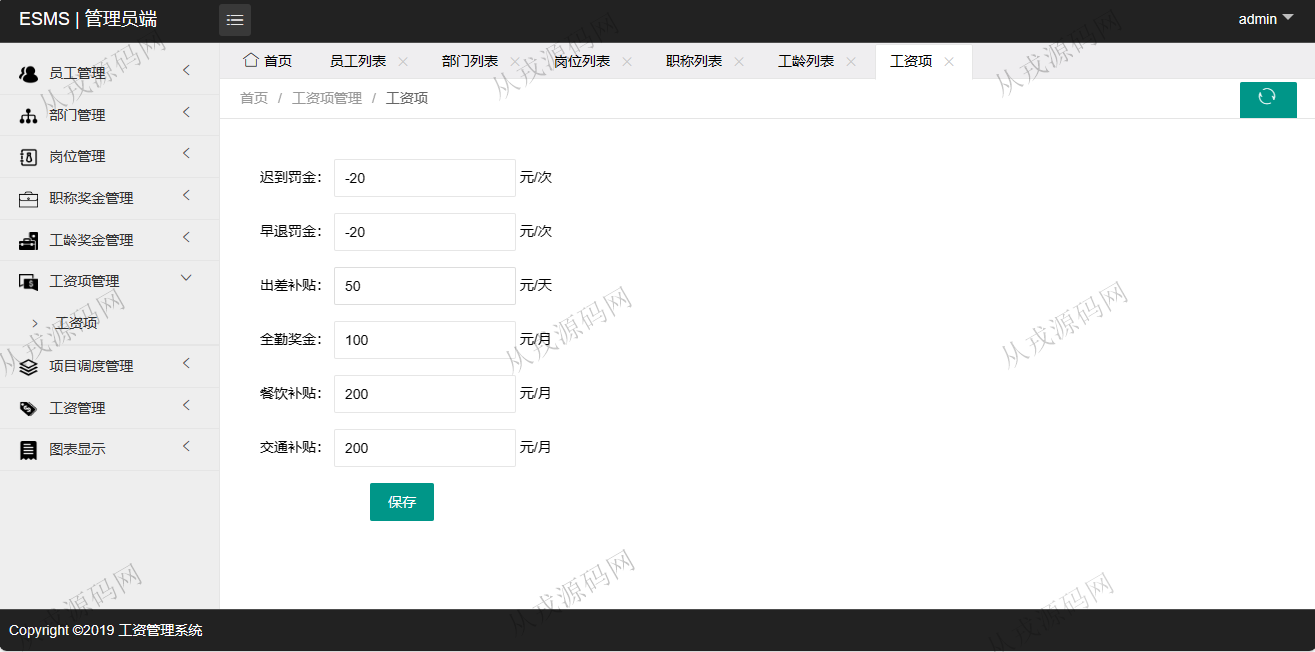 ESMS | 管理员端
admin
员工管理
部门管理
岗位管理
职称奖金管理
工龄奖金管理
工资项管理
工资项
项目调度管理
工资管理
图表显示
首页 员工列表 部门列表 岗位列表 职称列表 工龄列表 工资项
首页 / 工资项管理 / 工资项
迟到罚金： -20 元/次
早退罚金： -20 元/次
出差补贴： 50 元/天
全勤奖金： 100 元/月
餐饮补贴： 200 元/月
交通补贴： 200 元/月
保存
Copyright ©2019 工资管理系统
从戎源码网
从戎源码网
从戎源码网
从戎源码网
从戎源码网
从戎源码网
从戎源码网
从戎源码网
从戎源码网